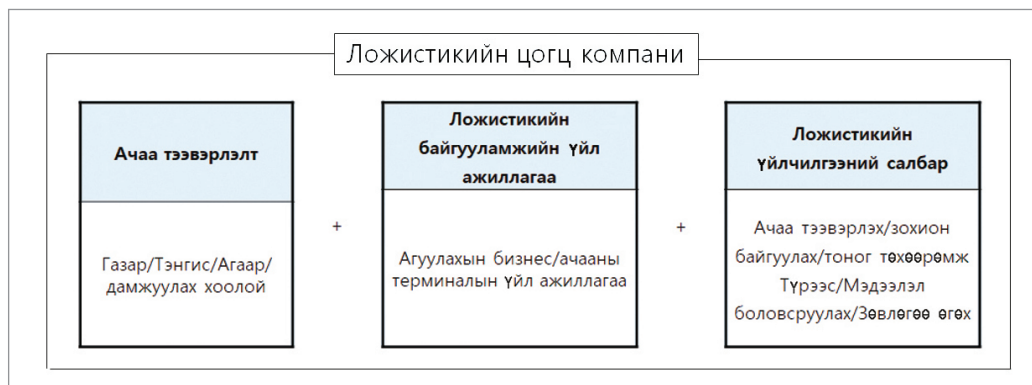 Ложистикийн цогц компани
Ачаа тээвэрлэлт
Газар/Тэнгис/Агаар/
дамжуулах хоолой
+
Ложистикийн
байгууламжийн үйл
ажиллагаа
Агуулахын бизнес/ачааны
терминалын үйл ажиллагаа
+
Ложистикийн
үйлчилгээний салбар
Ачаа тээвэрлэх/зохион
байгуулах/тоног төхөөрөмж
Түрээс/Мэдээлэл
боловсруулах/Зөвлөгөө өгөх